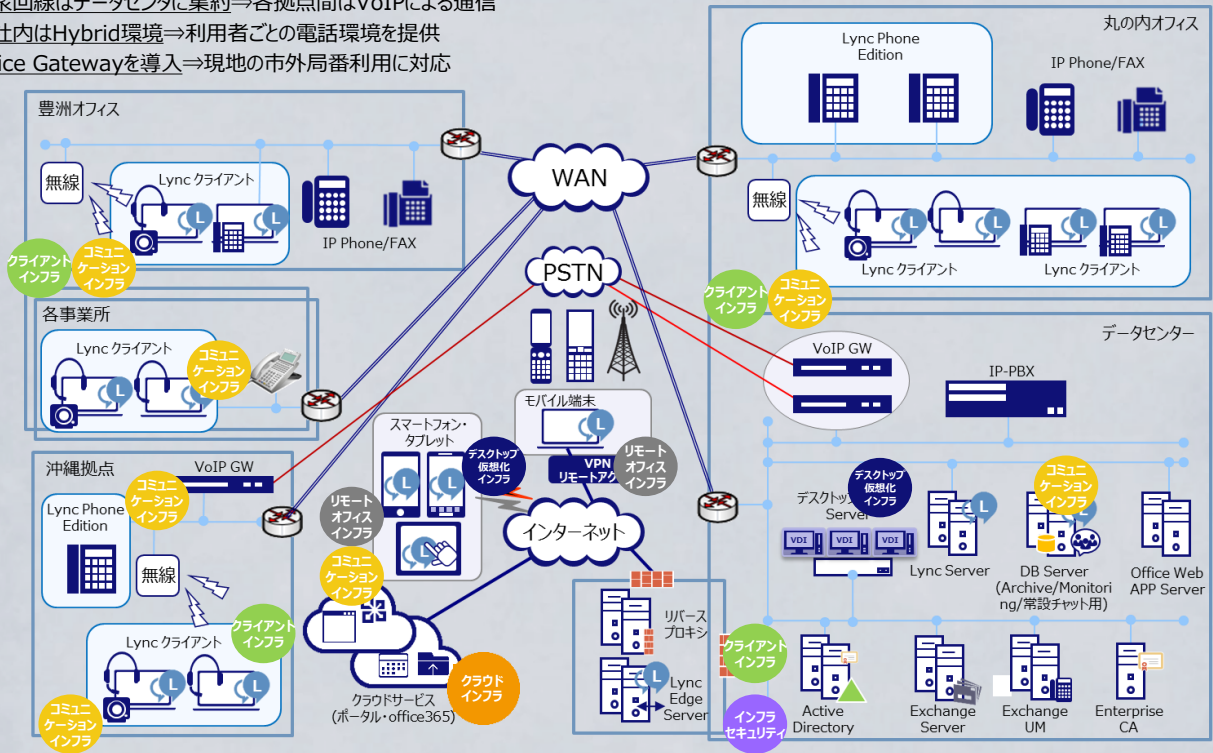 回線はデータセンタに集約⇒各拠点間はVoIPによる通信
社内はHybrid環境⇒利用者ごとの電話環境を提供
ice Gatewayを導入⇒現地の市外局番利用に対応
豊洲オフィス
無線
Lync クライアント
IP Phone/FAX
クライアント
インフラ
コミュニ
ケーション
インフラ
各事業所
Lync クライアント
コミュニ
ケーション
インフラ
沖縄拠点
VoIP GW
コミュニ
ケーション
インフラ
Lync Phone
Edition
無線
クライアント
インフラ
Lync クライアント
コミュニ
ケーション
インフラ
WAN
PSTN
モバイル端末
スマートフォン・
タブレット
デスクトップ
仮想化
インフラ
VPN
リモートアク
リモート
オフィス
インフラ
リモート
オフィス
インフラ
インターネット
コミュニ
ケーション
インフラ
クラウドサービス
(ポータル・office365)
クラウド
インフラ
リバース
プロキシ
Lync
Edge
Server
丸の内オフィス
Lync Phone
Edition
IP Phone/FAX
無線
Lync クライアント
Lync クライアント
クライアント
インフラ
コミュニ
ケーション
インフラ
データセンター
VoIP GW
IP-PBX
デスクトップ
仮想化
インフラ
コミュニ
ケーション
インフラ
デスクトップ
Server
VDI
VDI
VDI
Lync Server
DB Server
(Archive/Monitori
ng/常設チャット用)
Office Web
APP Server
クライアント
インフラ
インフラ
セキュリティ
Active
Directory
Exchange
Server
Exchange
UM
Enterprise
CA